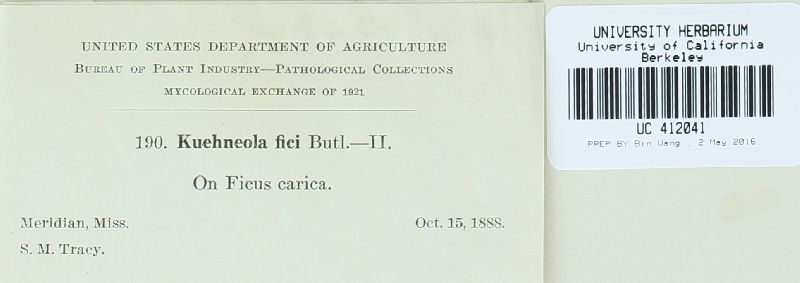 UNITED STATES DEPARTMENT OF AGRICULTURE
BUREAU OF PLANT INDUSTRY—PATHOLOGICAL COLLECTIONS
MYCOLOGICAL EXCHANGE OF 1921
190. Kuehneola fici Butl.—II.
On Ficus carica.
Meridian, Miss. Oct. 15, 1888.
S. M. Tracy.
UNIVERSITY HERBARIUM
University of California
Berkeley
UC 412041
PREP BY Bin Wang , 2 May 2016